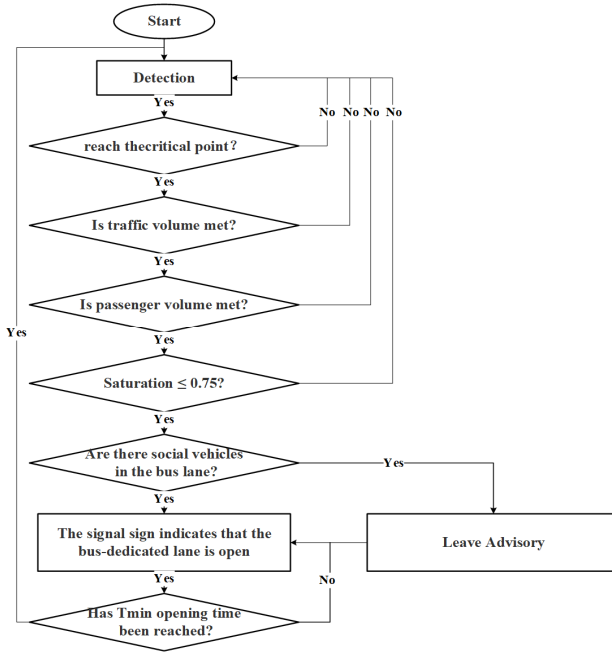 Start
Detection
Yes
No
No
No
No
reach thecritical point?
Yes
Is traffic volume met?
Yes
Is passenger volume met?
Yes
Yes
Saturation ≤ 0.75?
Yes
Are there social vehicles
in the bus lane?
Yes
Yes
The signal sign indicates that the
bus-dedicated lane is open
Leave Advisory
Yes
No
Has Tmin opening time
been reached?